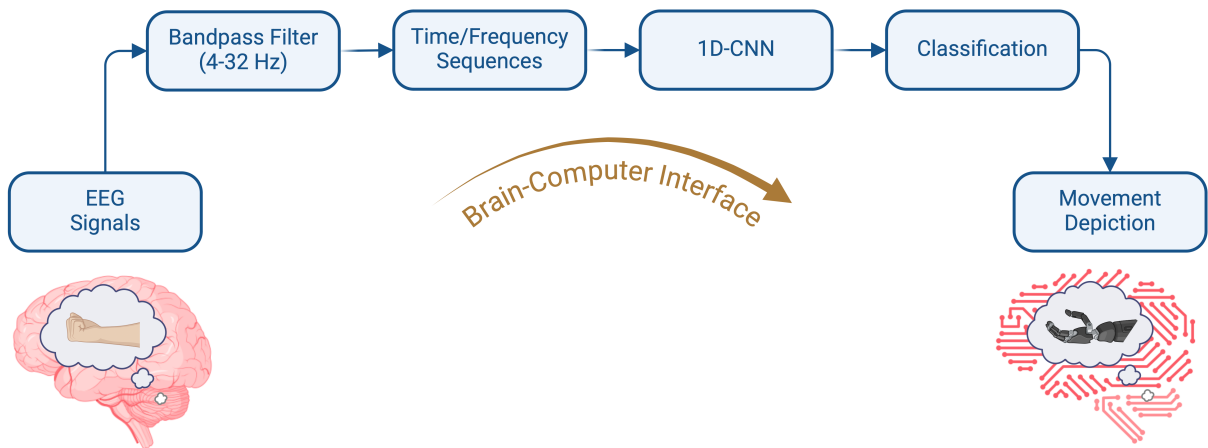 Bandpass Filter
(4-32 Hz)
Time/Frequency
Sequences
1D-CNN
Classification
EEG
Signals
Brain-Computer Interface
Movement
Depiction